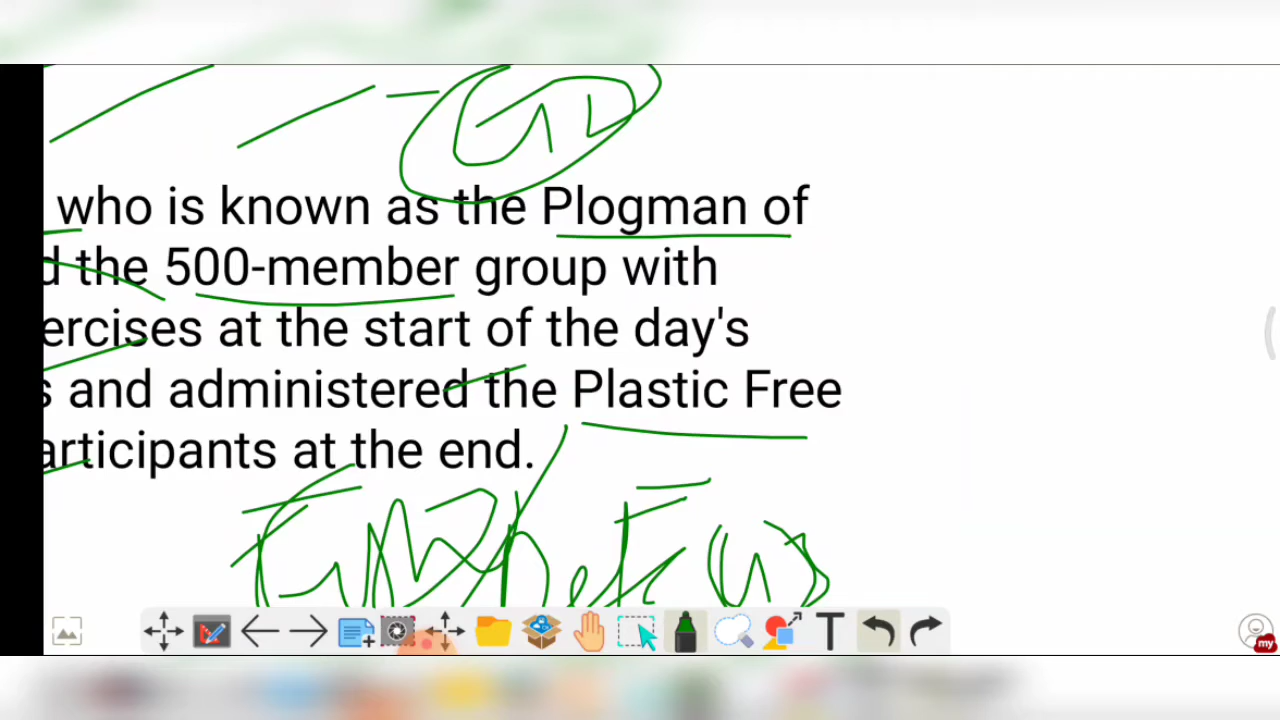 who is known as the Plogman of
d the 500-member group with
ercises at the start of the day's
s and administered the Plastic Free
articipants at the end.
T
my